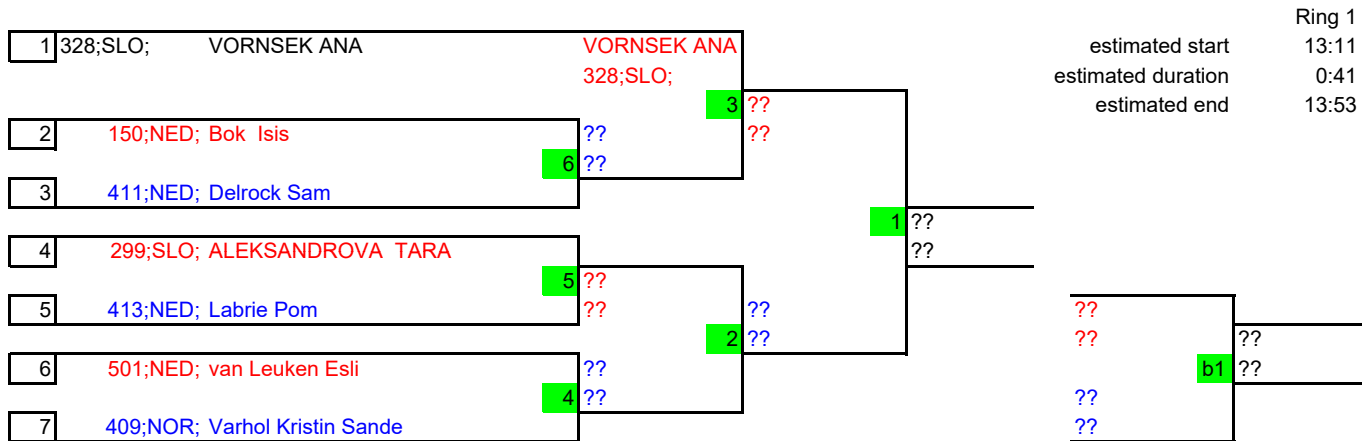 Ring 1
1 328;SLO; VORNSEK ANA VORNSEK ANA estimated start 13:11
328;SLO; estimated duration 0:41
3 ?? estimated end 13:53
2 150;NED; Bok Isis ?? ??
6 ??
3 411;NED; Delrock Sam
1 ??
4 299;SLO; ALEKSANDROVA TARA ??
5 ??
5 413;NED; Labrie Pom ?? ?? ??
2 ?? ?? ??
6 501;NED; van Leuken Esli ?? b1 ??
4 ?? ??
7 409;NOR; Varhol Kristin Sande ??